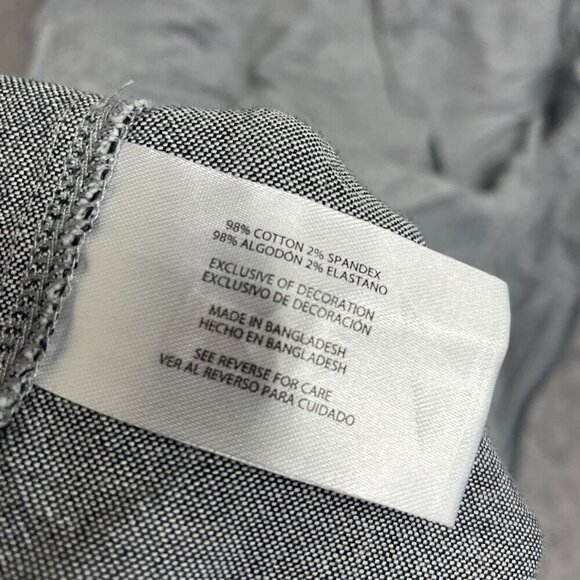 98% COTTON 2% SPANDEX
98% ALGODÓN 2% ELASTANO
EXCLUSIVE OF DECORATION
EXCLUSIVO DE DECORACIÓN
MADE IN BANGLADESH
HECHO EN BANGLADESH
SEE REVERSE FOR CARE
VER AL REVERSO PARA CUIDADO